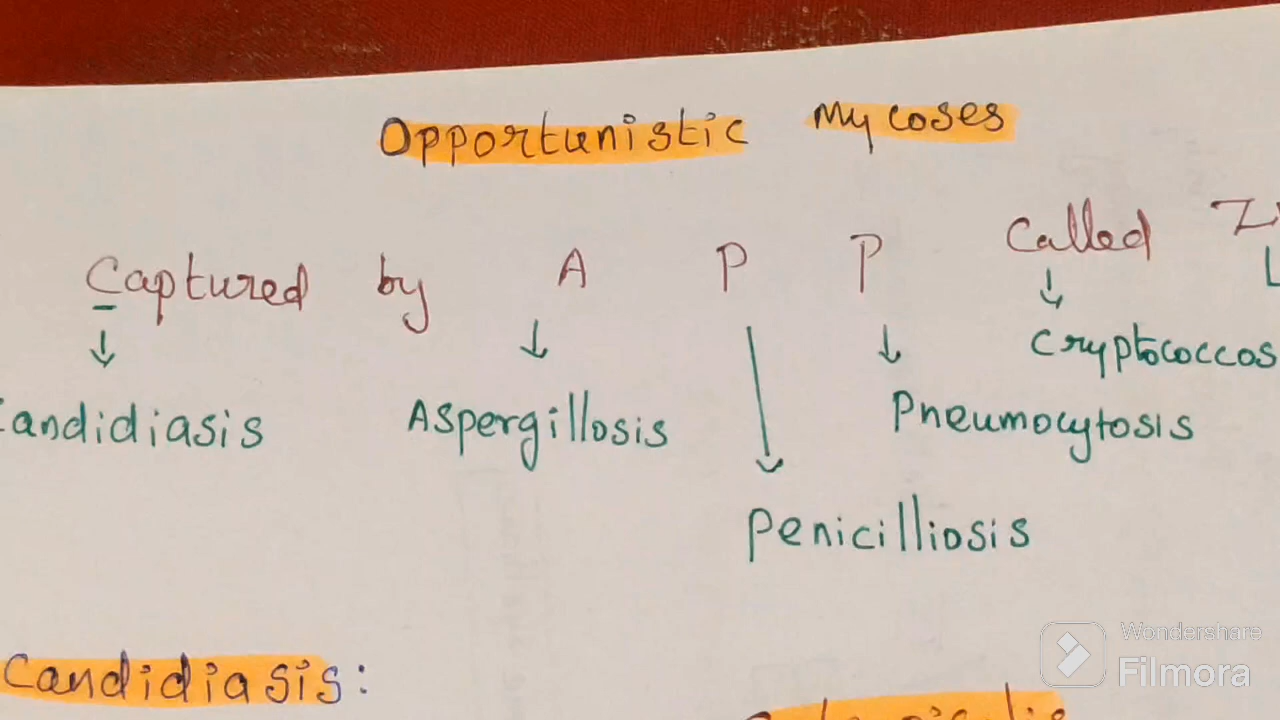 Opportunistic Mycoses
Captured by A P P Called Z
Candidiasis Aspergillosis Pneumocytosis Cryptococcos
Penicilliosis
Candidiasis:
Wondershare
Filmora